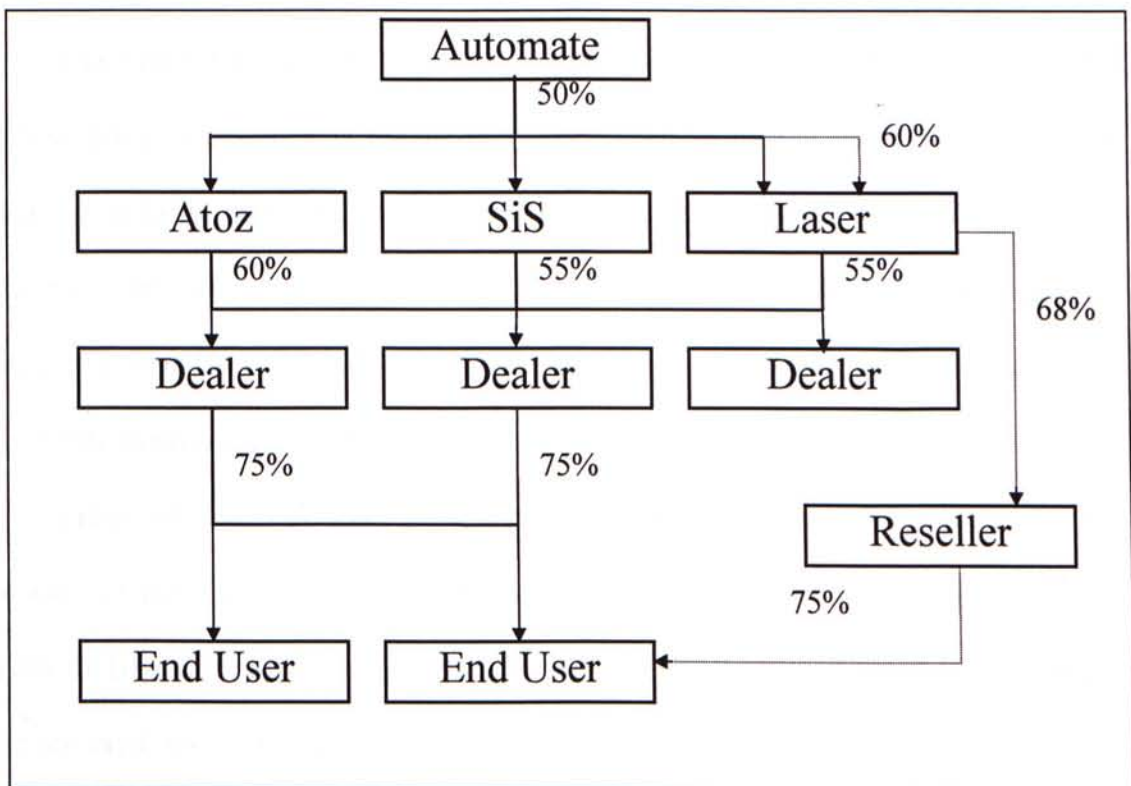 Automate
50%
60%
Atoz
SiS
Laser
60%
55%
55%
68%
Dealer
Dealer
Dealer
75%
75%
Reseller
75%
End User
End User